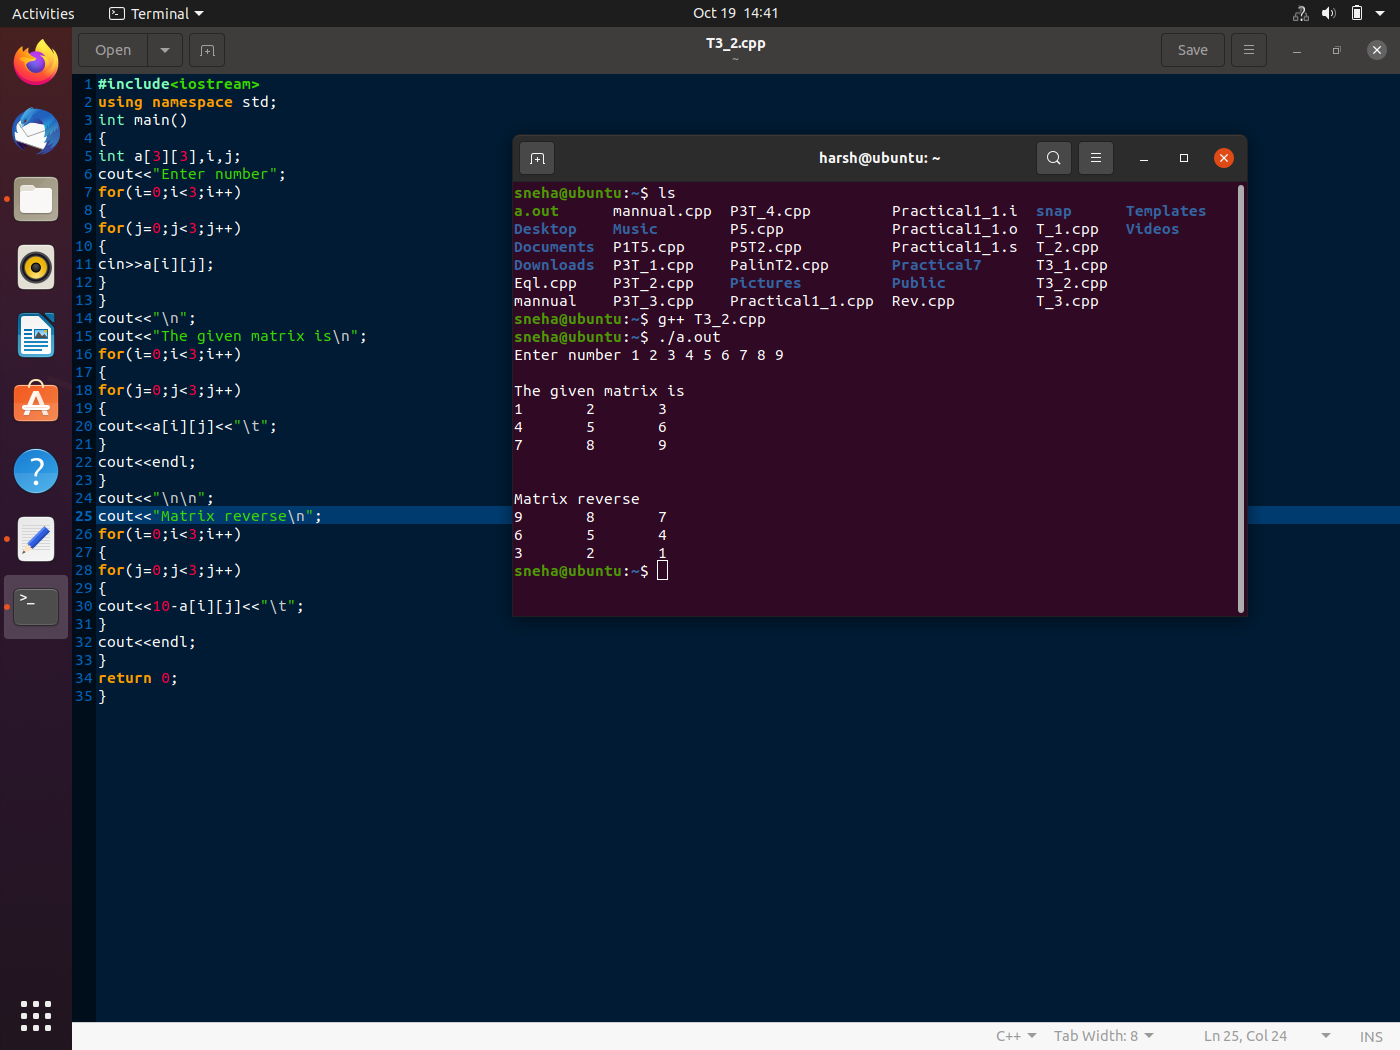 Activities Terminal Oct 19 14:41
Open T3_2.cpp Save
~
1 #include<iostream>
2 using namespace std;
3 int main()
4 {
5 int a[3][3],i,j;
6 cout<<"Enter number";
7 for(i=0;i<3;i++)
8 {
9 for(j=0;j<3;j++)
10 {
11 cin>>a[i][j];
12 }
13 }
14 cout<<"\n";
15 cout<<"The given matrix is\n";
16 for(i=0;i<3;i++)
17 {
18 for(j=0;j<3;j++)
19 {
20 cout<<a[i][j]<<"\t";
21 }
22 cout<<endl;
23 }
24 cout<<"\n\n";
25 cout<<"Matrix reverse\n";
26 for(i=0;i<3;i++)
27 {
28 for(j=0;j<3;j++)
29 {
30 cout<<10-a[i][j]<<"\t";
31 }
32 cout<<endl;
33 }
34 return 0;
35 }
harsh@ubuntu: ~
sneha@ubuntu:~$ ls
a.out mannual.cpp P3T_4.cpp Practical1_1.i snap Templates
Desktop Music P5.cpp Practical1_1.o T_1.cpp Videos
Documents P1T5.cpp P5T2.cpp Practical1_1.s T_2.cpp
Downloads P3T_1.cpp PalinT2.cpp Practical7 T3_1.cpp
Eql.cpp P3T_2.cpp Pictures Public T3_2.cpp
mannual P3T_3.cpp Practical1_1.cpp Rev.cpp T_3.cpp
sneha@ubuntu:~$ g++ T3_2.cpp
sneha@ubuntu:~$ ./a.out
Enter number 1 2 3 4 5 6 7 8 9
The given matrix is
1 2 3
4 5 6
7 8 9
Matrix reverse
9 8 7
6 5 4
3 2 1
sneha@ubuntu:~$
C++ Tab Width: 8 Ln 25, Col 24 INS